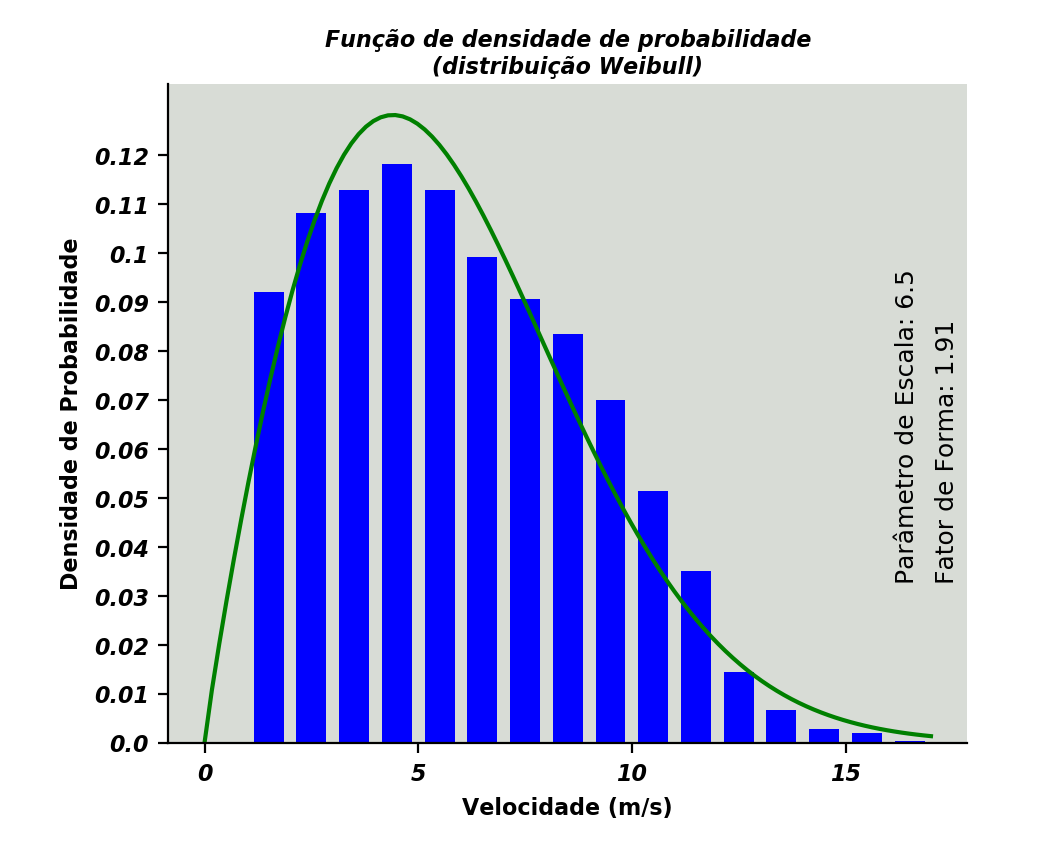 Função de densidade de probabilidade
(distribuição Weibull)
Densidade de Probabilidade
0.12
0.11
0.1
0.09
0.08
0.07
0.06
0.05
0.04
0.03
0.02
0.01
0.0
Parâmetro de Escala: 6.5
Fator de Forma: 1.91
0 5 10 15
Velocidade (m/s)